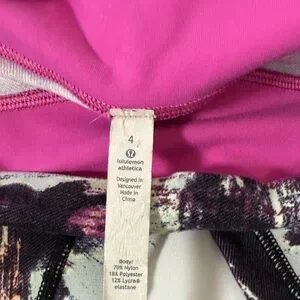 4
lululemon
athletica
Designed in
Vancouver
Made in
China
Body:
70% Nylon
18% Polyester
12% Lycra®
elastane